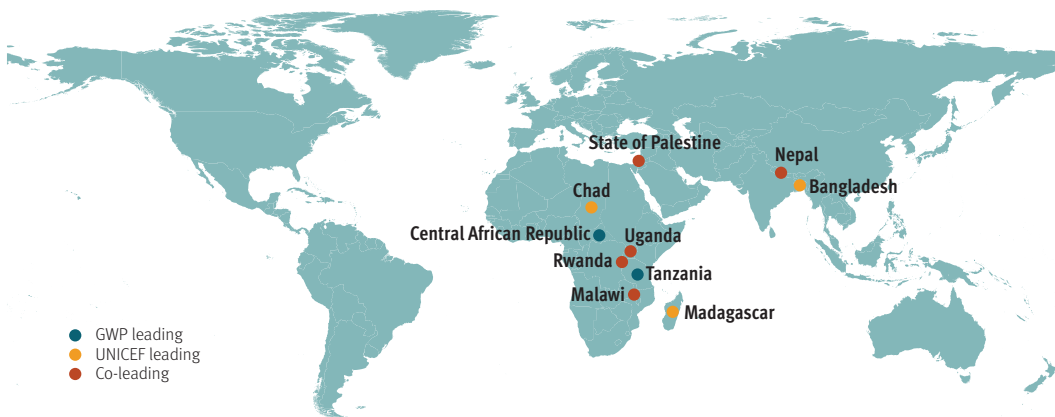 State of Palestine
Nepal
Bangladesh
Chad
Central African Republic
Uganda
Rwanda
Tanzania
Malawi
Madagascar
GWP leading
UNICEF leading
Co-leading